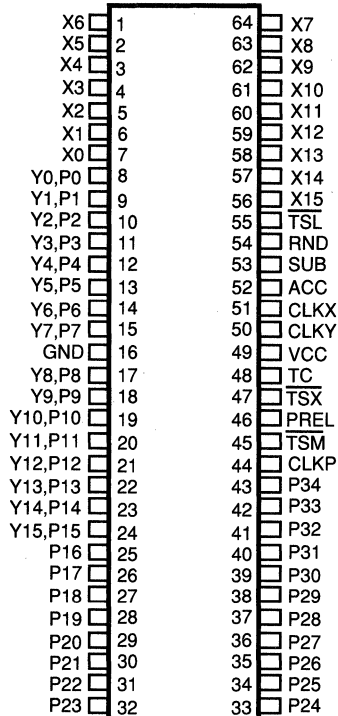 X6 1 64 X7
X5 2 63 X8
X4 3 62 X9
X3 4 61 X10
X2 5 60 X11
X1 6 59 X12
X0 7 58 X13
Y0,P0 8 57 X14
Y1,P1 9 56 X15
Y2,P2 10 55 TSL
Y3,P3 11 54 RND
Y4,P4 12 53 SUB
Y5,P5 13 52 ACC
Y6,P6 14 51 CLKX
Y7,P7 15 50 CLKY
GND 16 49 VCC
Y8,P8 17 48 TC
Y9,P9 18 47 TSX
Y10,P10 19 46 PREL
Y11,P11 20 45 TSM
Y12,P12 21 44 CLKP
Y13,P13 22 43 P34
Y14,P14 23 42 P33
Y15,P15 24 41 P32
P16 25 40 P31
P17 26 39 P30
P18 27 38 P29
P19 28 37 P28
P20 29 36 P27
P21 30 35 P26
P22 31 34 P25
P23 32 33 P24